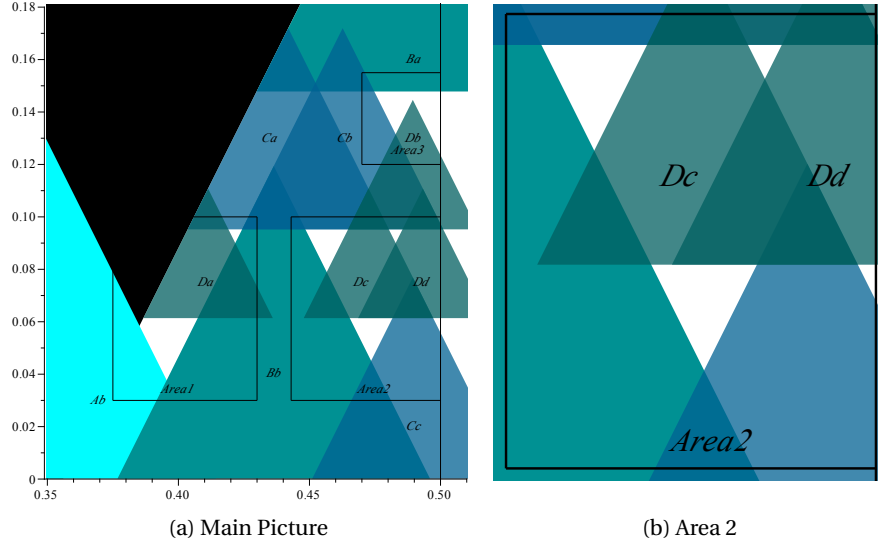 0.18
0.16
0.14
0.12
0.10
0.08
0.06
0.04
0.02
0
0.35
0.40
0.45
0.50
Ba
Ca
Cb
Db
Area3
Da
Dc
Dd
Bb
Ab
Area1
Area2
Cc
(a) Main Picture
Dc
Dd
Area2
(b) Area 2